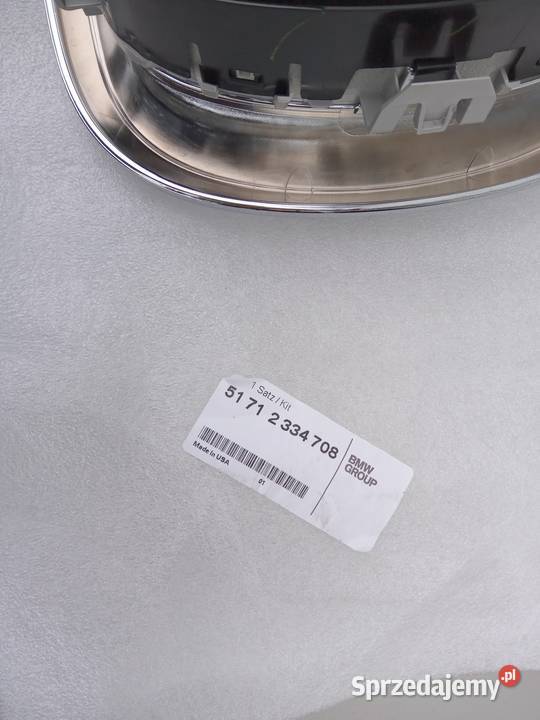 1 Satz / Kit
51 71 2 334 708
Made in USA
01
BMW
GROUP
Sprzedajemy.pl